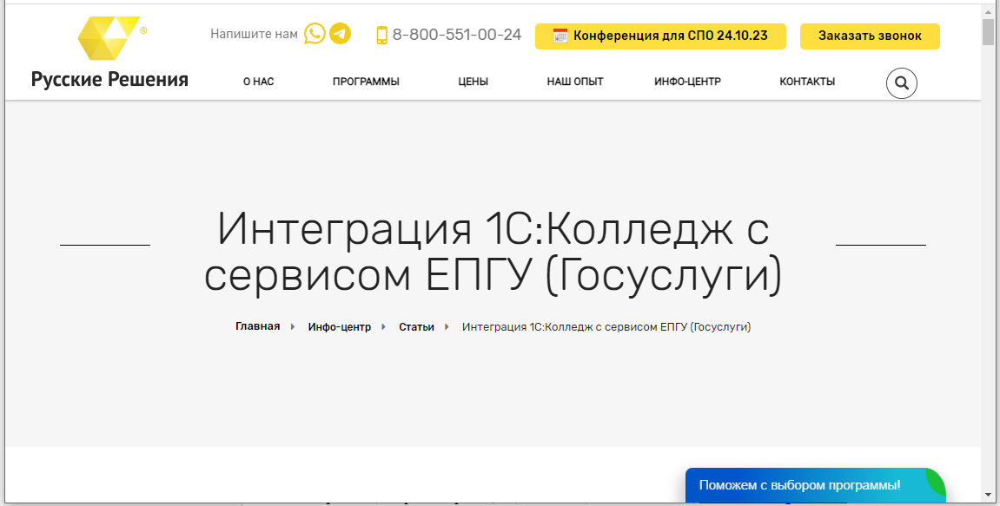 ®
Русские Решения
Напишите нам
8-800-551-00-24
Конференция для СПО 24.10.23
Заказать звонок
О НАС
ПРОГРАММЫ
ЦЕНЫ
НАШ ОПЫТ
ИНФО-ЦЕНТР
КОНТАКТЫ
Интеграция 1С:Колледж с
сервисом ЕПГУ (Госуслуги)
Главная
Инфо-центр
Статьи
Интеграция 1С:Колледж с сервисом ЕПГУ (Госуслуги)
Поможем с выбором программы!